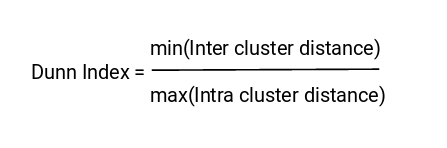 min(Inter cluster distance)
Dunn Index =
max(Intra cluster distance)